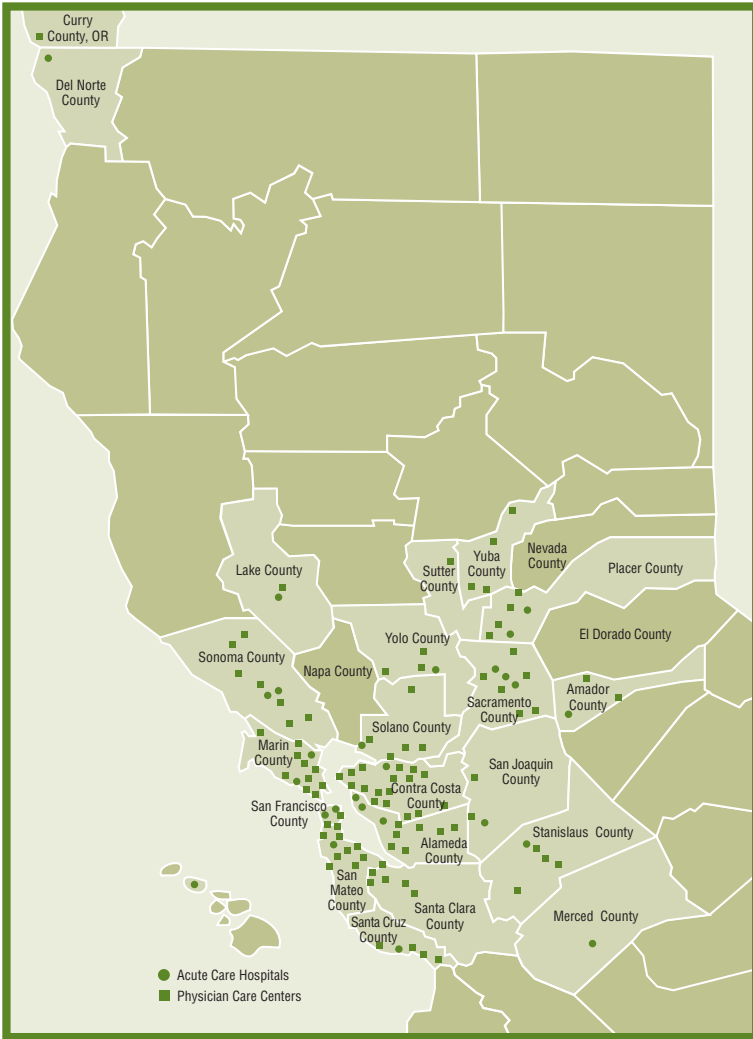 Curry
County, OR
Del Norte
County
Lake County
Sutter
County
Yuba
County
Nevada
County
Placer County
Sonoma County
Napa County
Yolo County
El Dorado County
Amador
County
Sacramento
County
Solano County
Marin
County
San Joaquin
County
Contra Costa
County
San Francisco
County
Stanislaus County
Alameda
County
San
Mateo
County
Santa Clara
County
Santa Cruz
County
Merced County
Acute Care Hospitals
Physician Care Centers